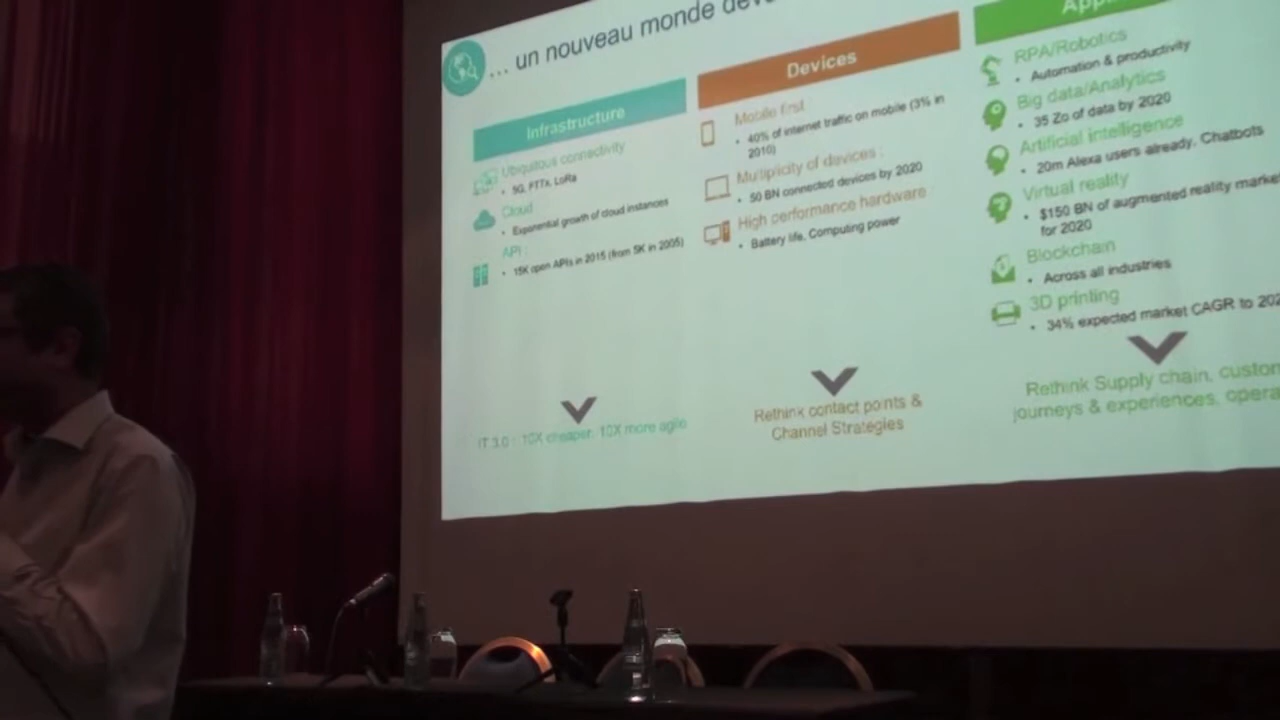 ... un nouveau monde
Infrastructure
Ubiquitous connectivity
• 5G, FTTx, LoRa
Cloud
• Exponential growth of cloud instances
API :
• 15K open APIs in 2015 (from 5K in 2005)
IT 3.0 : 10X cheaper, 10X more agile
Devices
Mobile first
• 40% of internet traffic on mobile (3% in
2010)
Multiplicity of devices :
• 50 BN connected devices by 2020
High performance hardware
• Battery life, Computing power
Rethink contact points &
Channel Strategies
RPA/Robotics
• Automation & productivity
Big data/Analytics
• 35 Zo of data by 2020
Artificial intelligence
• 20m Alexa users already, Chatbots
Virtual reality
• $150 BN of augmented reality market
for 2020
Blockchain
• Across all industries
3D printing
• 34% expected market CAGR to
Rethink Supply chain,
journeys & experiences,